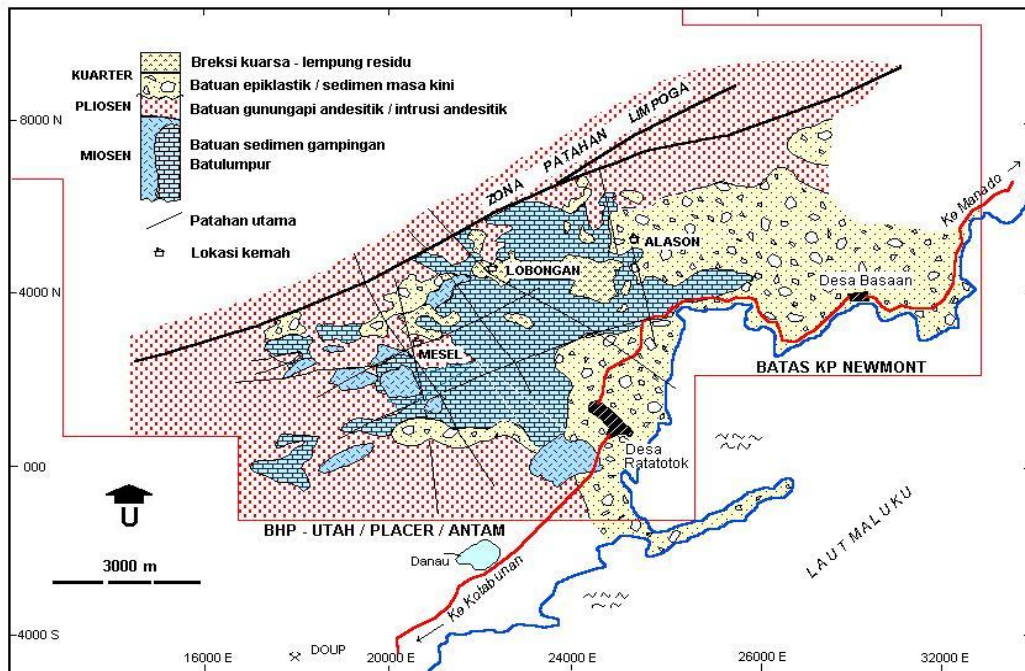 KUARTER
PLIOSEN
MIOSEN
Breksi kuarsa - lempung residu
Batuan epiklastik / sedimen masa kini
Batuan gunungapi andesitik / intrusi andesitik
Batuan sedimen gampingan
Batulumpur
Patahan utama
Lokasi kemah
8000 N
4000 N
000
4000 S
ZONA PATAHAN LIMPOGA
Ke Manado
ALASON
LOBONGAN
Desa Basaan
MESEL
BATAS KP NEWMONT
Desa
Ratatotok
U
3000 m
BHP - UTAH / PLACER / ANTAM
Danau
Ke Kotabunan
LAUT MALUKU
DOUP
16000 E
20000 E
24000 E
26000 E
32000 E